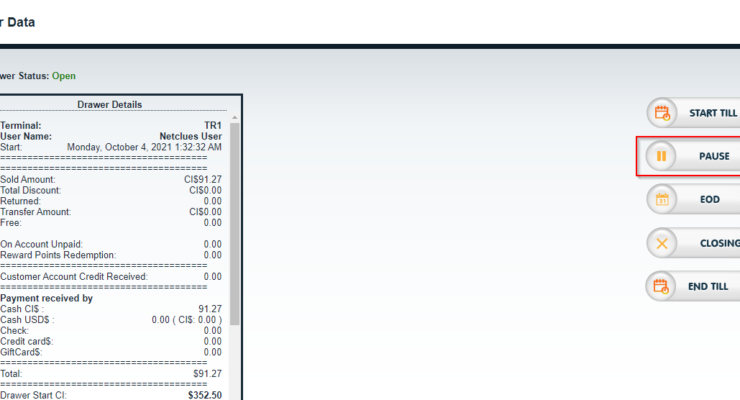 r Data
wer Status: Open
Drawer Details
Terminal: TR1
User Name: Netclues User
Start: Monday, October 4, 2021 1:32:32 AM
=======================================
=======================================
Sold Amount: CI$91.27
Total Discount: CI$0.00
Returned: 0.00
Transfer Amount: CI$0.00
Free: 0.00
On Account Unpaid: 0.00
Reward Points Redemption: 0.00
=======================================
Customer Account Credit Received: 0.00
=======================================
Payment received by
Cash CI$ : 91.27
Cash USD$ : 0.00 ( CI$: 0.00 )
Check: 0.00
Credit card$: 0.00
GiftCard$: 0.00
=======================================
Total: $91.27
=======================================
Drawer Start CI: $352.50
START TILL
PAUSE
31 EOD
CLOSING
END TILL